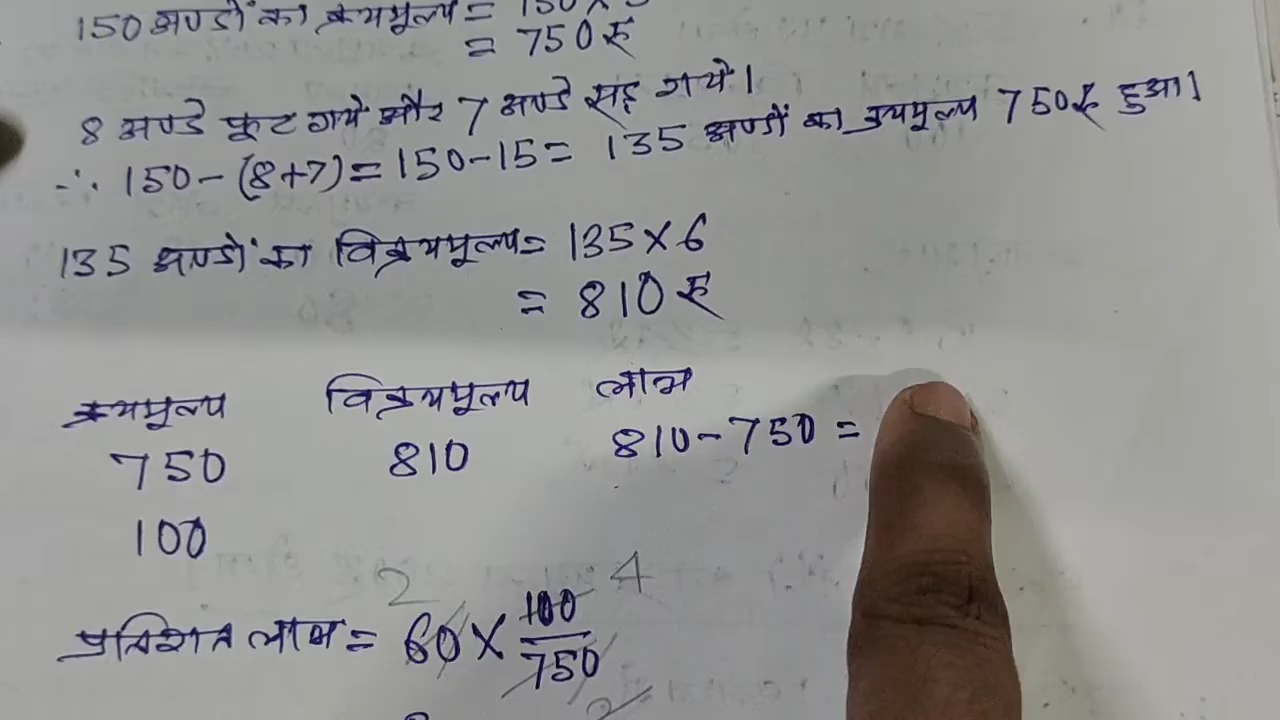 150 अण्डों का क्रयमूल्य = 150 ×
= 750 रु
8 अण्डे फूट गये और 7 अण्डे सड़ गये।
∴ 150 – (8+7) = 150 – 15 = 135 अण्डों का क्रयमूल्य 750 रु हुआ।
135 अण्डों का विक्रयमूल्य = 135 × 6
= 810 रु
क्रयमूल्य विक्रयमूल्य लाभ
750 810 810 – 750 =
100
2 4
प्रतिशत लाभ = 60 × 100
750